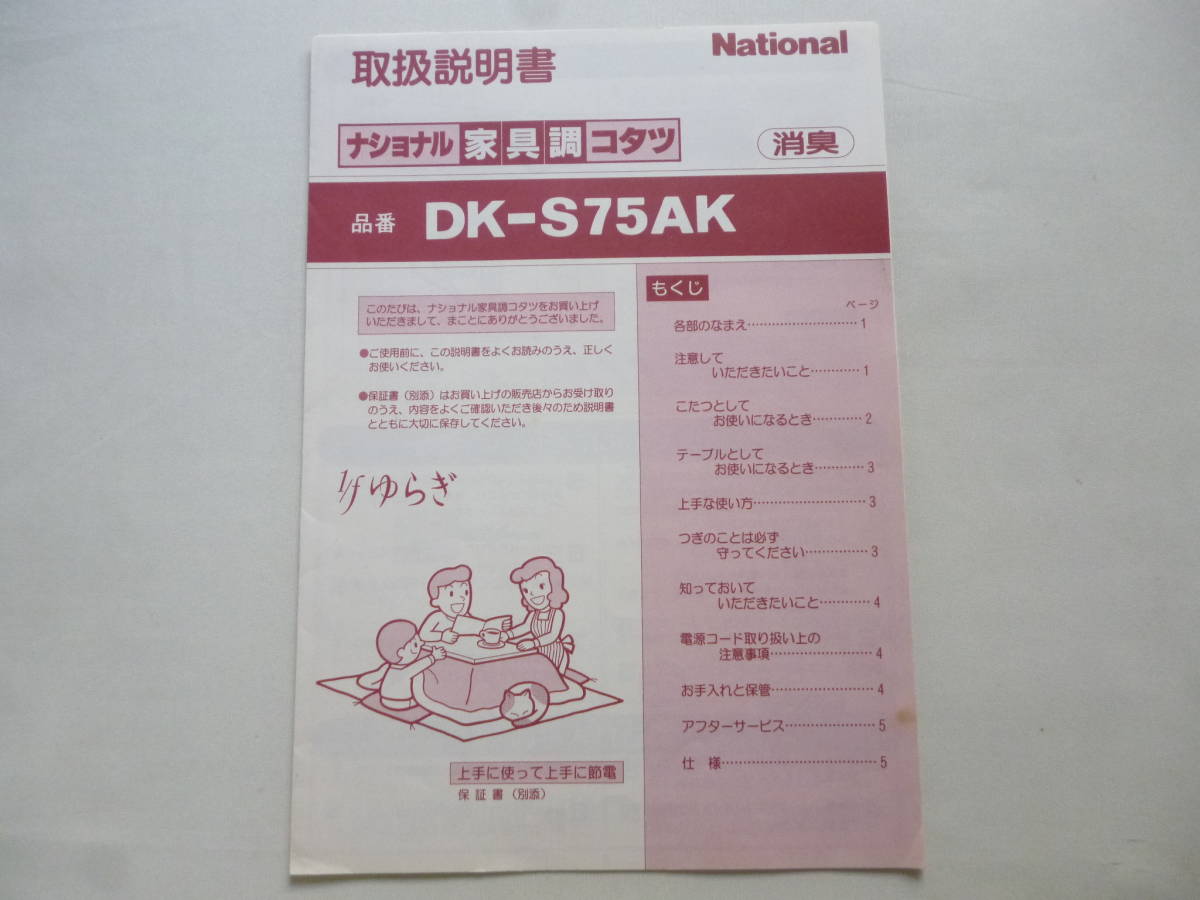 取扱説明書
National
ナショナル家具調コタツ
消臭
品番 DK-S75AK
このたびは、ナショナル家具調コタツをお買い上げ
いただきまして、まことにありがとうございました。
●ご使用前に、この説明書をよくお読みのうえ、正しく
お使いください。
●保証書（別添）はお買い上げの販売店からお受け取り
のうえ、内容をよくご確認いただき後々のため説明書
とともに大切に保存してください。
1/fゆらぎ
上手に使って上手に節電
保証書（別添）
もくじ
ページ
各部のなまえ…………………………1
注意して
いただきたいこと…………1
こたつとして
お使いになるとき…………2
テーブルとして
お使いになるとき…………3
上手な使い方…………………………3
つぎのことは必ず
守ってください……………3
知っておいて
いただきたいこと…………4
電源コード取り扱い上の
注意事項……………………4
お手入れと保管……………………4
アフターサービス…………………5
仕様…………………………………5